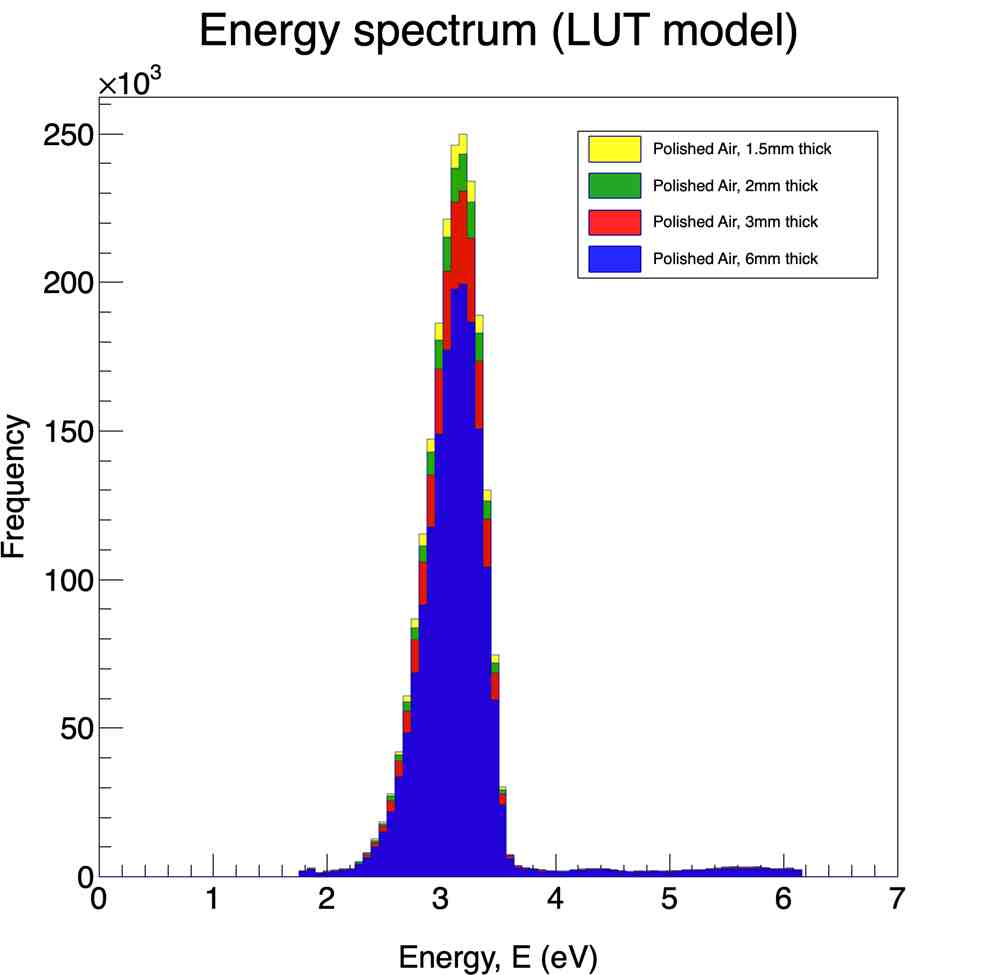 Energy spectrum (LUT model)
×10³
250
200
150
100
50
0
Frequency
Polished Air, 1.5mm thick
Polished Air, 2mm thick
Polished Air, 3mm thick
Polished Air, 6mm thick
0 1 2 3 4 5 6 7
Energy, E (eV)